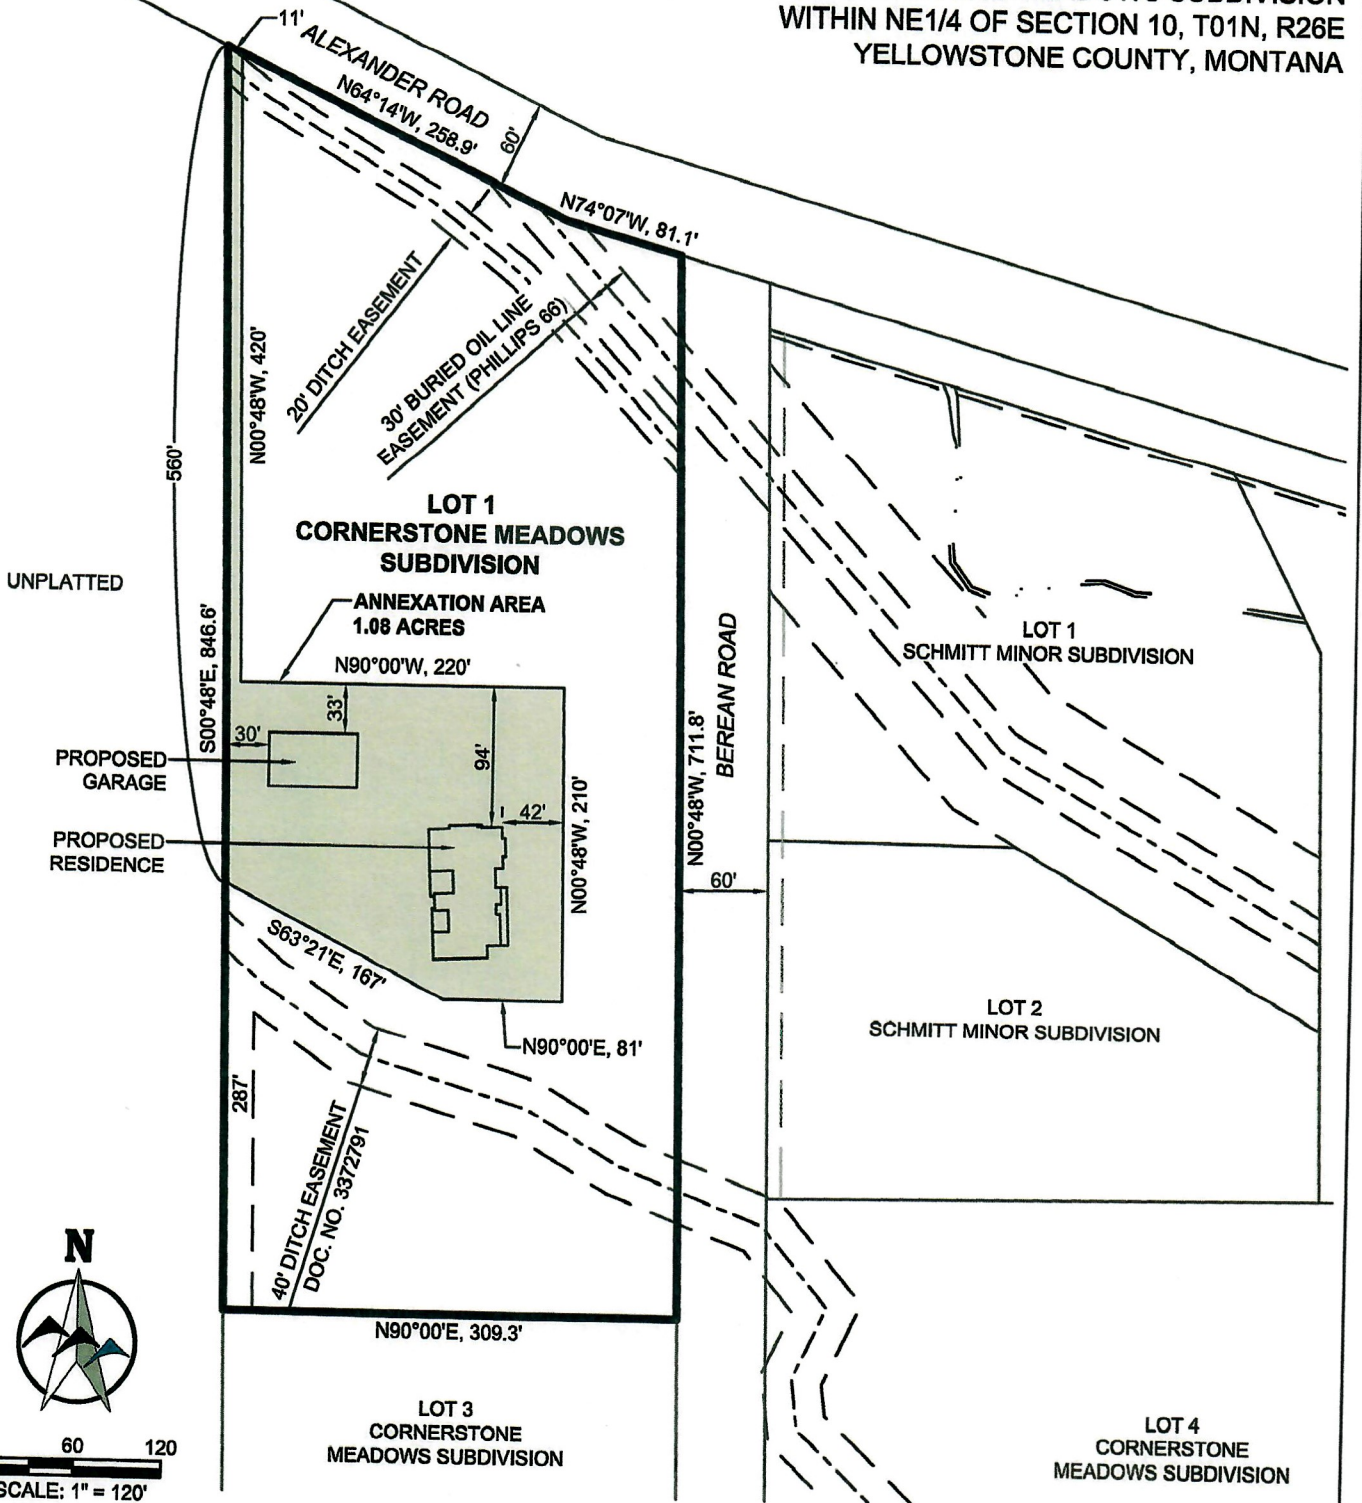 SUBDIVISION
WITHIN NE1/4 OF SECTION 10, T01N, R26E
YELLOWSTONE COUNTY, MONTANA
11'
ALEXANDER ROAD
N64°14'W, 258.9'
60'
N74°07'W, 81.1'
20' DITCH EASEMENT
30' BURIED OIL LINE
EASEMENT (PHILLIPS 66)
N00°48'W, 420'
560'
LOT 1
CORNERSTONE MEADOWS
SUBDIVISION
UNPLATTED
ANNEXATION AREA
1.08 ACRES
N90°00'W, 220'
S00°48'E, 846.6'
33'
30'
94'
42'
PROPOSED
GARAGE
PROPOSED
RESIDENCE
N00°48'W, 210'
N00°48'W, 711.8'
BEREAN ROAD
60'
LOT 1
SCHMITT MINOR SUBDIVISION
S63°21'E, 167'
N90°00'E, 81'
LOT 2
SCHMITT MINOR SUBDIVISION
287'
40' DITCH EASEMENT
DOC. NO. 3372791
N
N90°00'E, 309.3'
LOT 3
CORNERSTONE
MEADOWS SUBDIVISION
LOT 4
CORNERSTONE
MEADOWS SUBDIVISION
60 120
SCALE: 1" = 120'